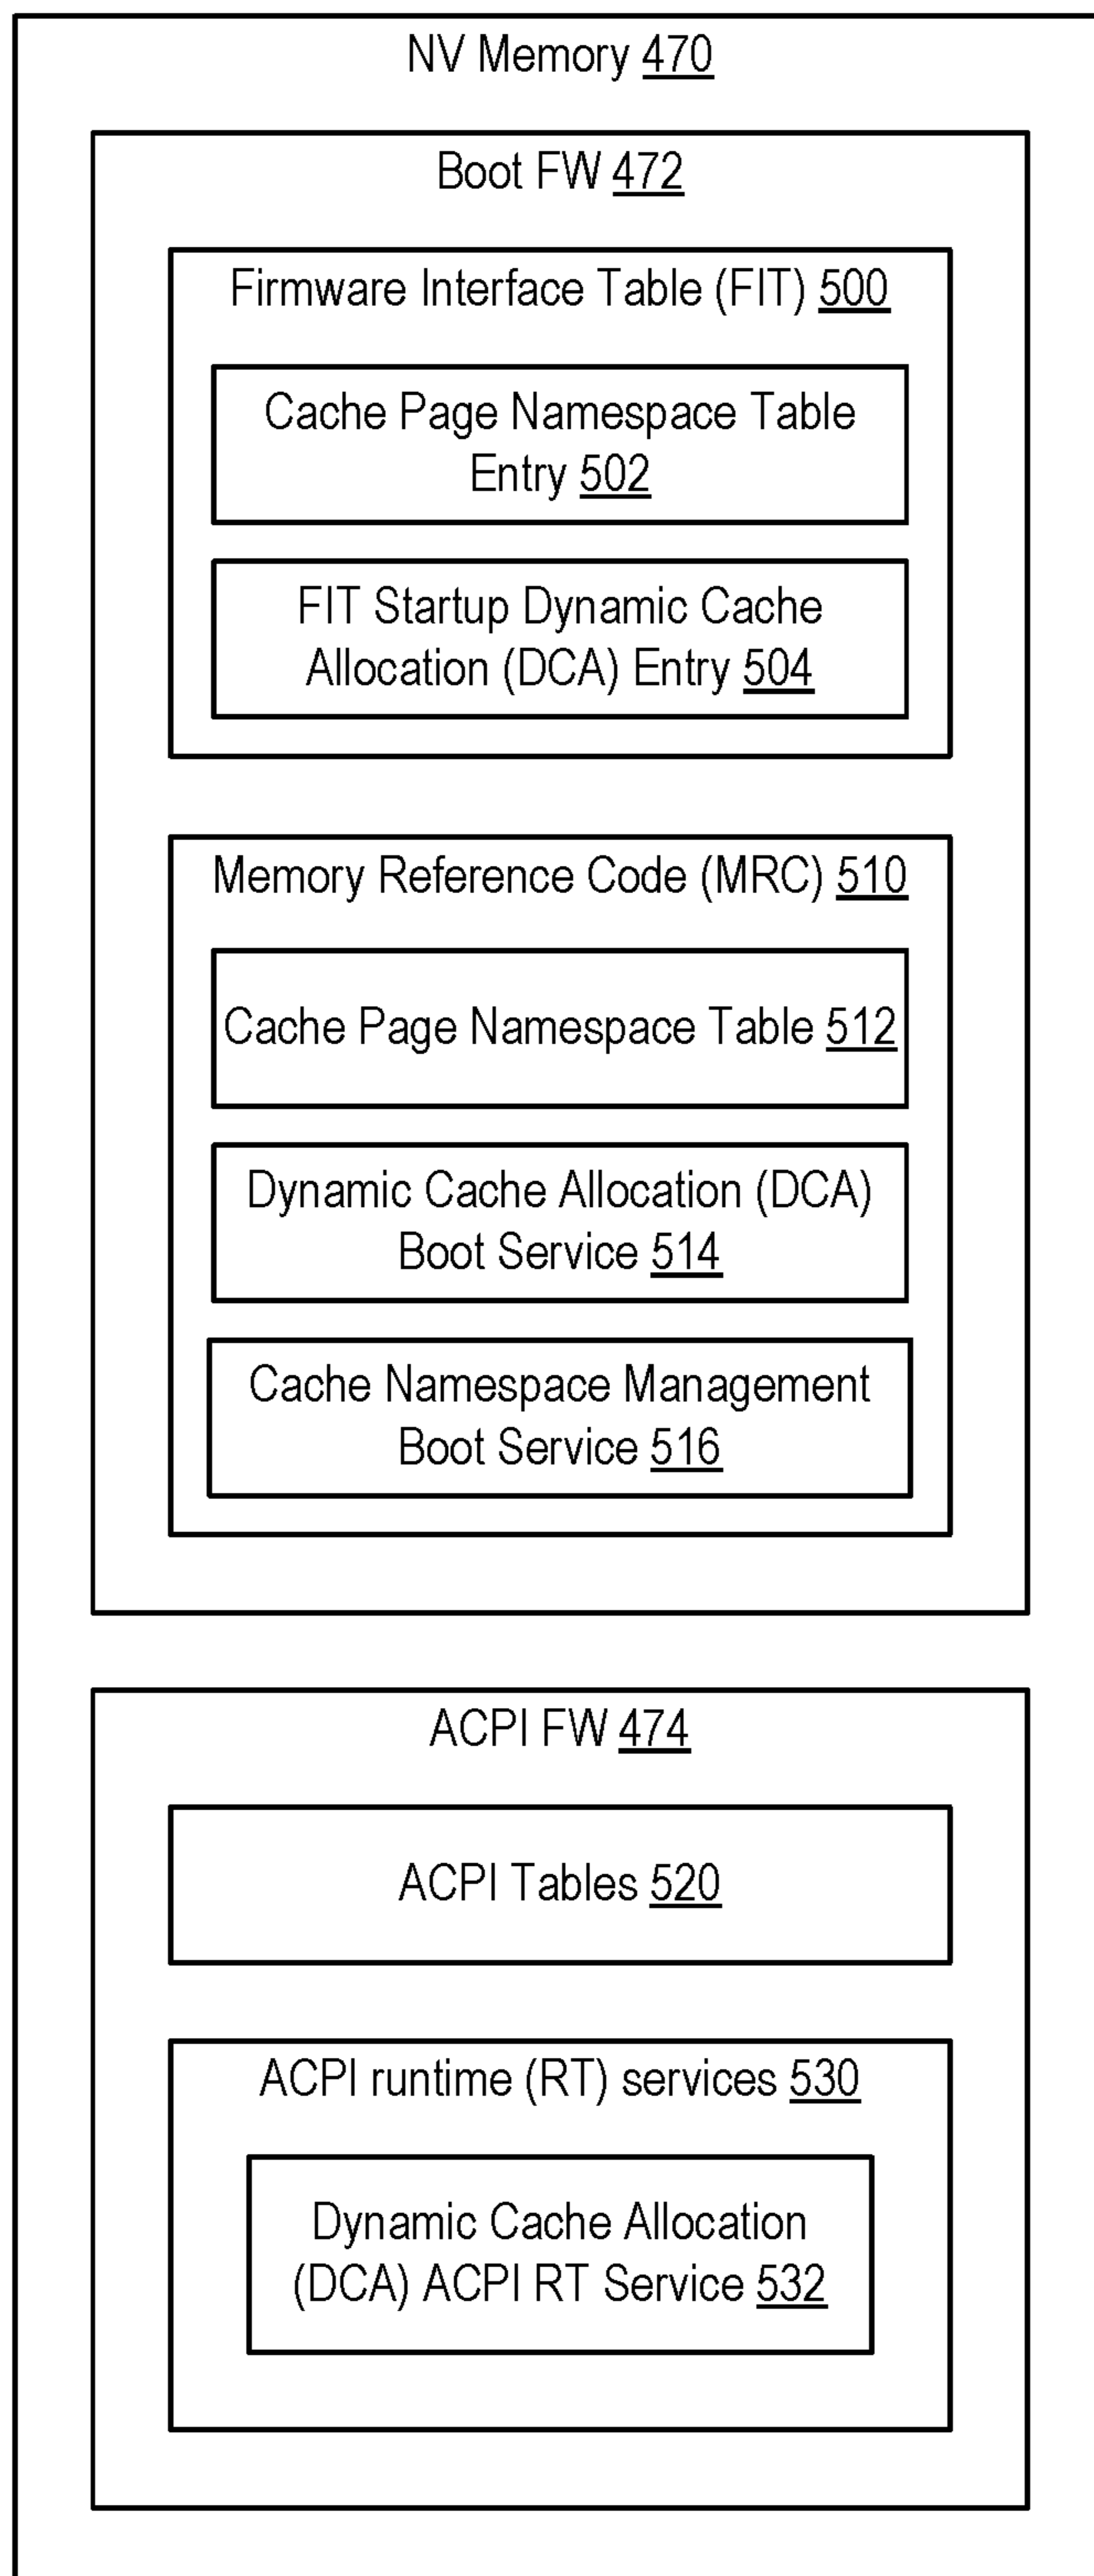 NV Memory 470
Boot FW 472
Firmware Interface Table (FIT) 500
Cache Page Namespace Table
Entry 502
FIT Startup Dynamic Cache
Allocation (DCA) Entry 504
Memory Reference Code (MRC) 510
Cache Page Namespace Table 512
Dynamic Cache Allocation (DCA)
Boot Service 514
Cache Namespace Management
Boot Service 516
ACPI FW 474
ACPI Tables 520
ACPI runtime (RT) services 530
Dynamic Cache Allocation
(DCA) ACPI RT Service 532